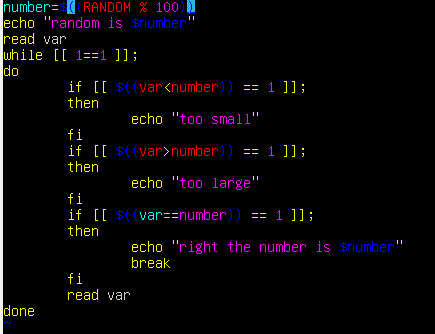 number=$((RANDOM % 100))
echo "random is $number"
read var
while [[ 1==1 ]];
do
        if [[ $((var<number)) == 1 ]];
        then
                echo "too small"
        fi
        if [[ $((var>number)) == 1 ]];
        then
                echo "too large"
        fi
        if [[ $((var==number)) == 1 ]];
        then
                echo "right the number is $number"
                break
        fi
        read var
done
~